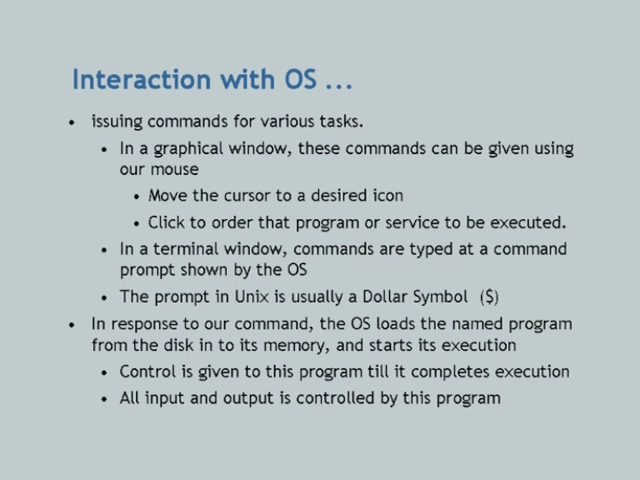 Interaction with OS ...
• issuing commands for various tasks.
• In a graphical window, these commands can be given using
our mouse
• Move the cursor to a desired icon
• Click to order that program or service to be executed.
• In a terminal window, commands are typed at a command
prompt shown by the OS
• The prompt in Unix is usually a Dollar Symbol ($)
• In response to our command, the OS loads the named program
from the disk in to its memory, and starts its execution
• Control is given to this program till it completes execution
• All input and output is controlled by this program